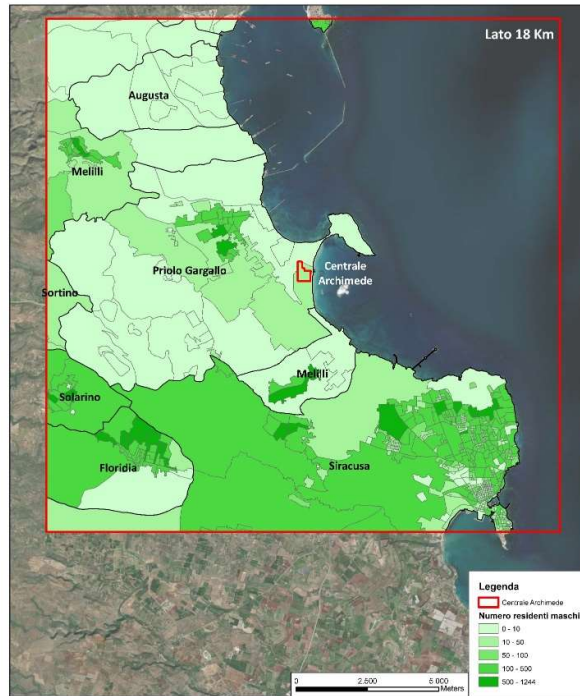 Lato 18 Km
Augusta
Melilli
Priolo Gargallo
Centrale
Archimede
Sortino
Melilli
Solarino
Floridia
Siracusa
Legenda
Centrale Archimede
Numero residenti maschi
0 - 10
10 - 50
50 - 100
100 - 500
500 - 1244
0 2.500 5 000
Meters